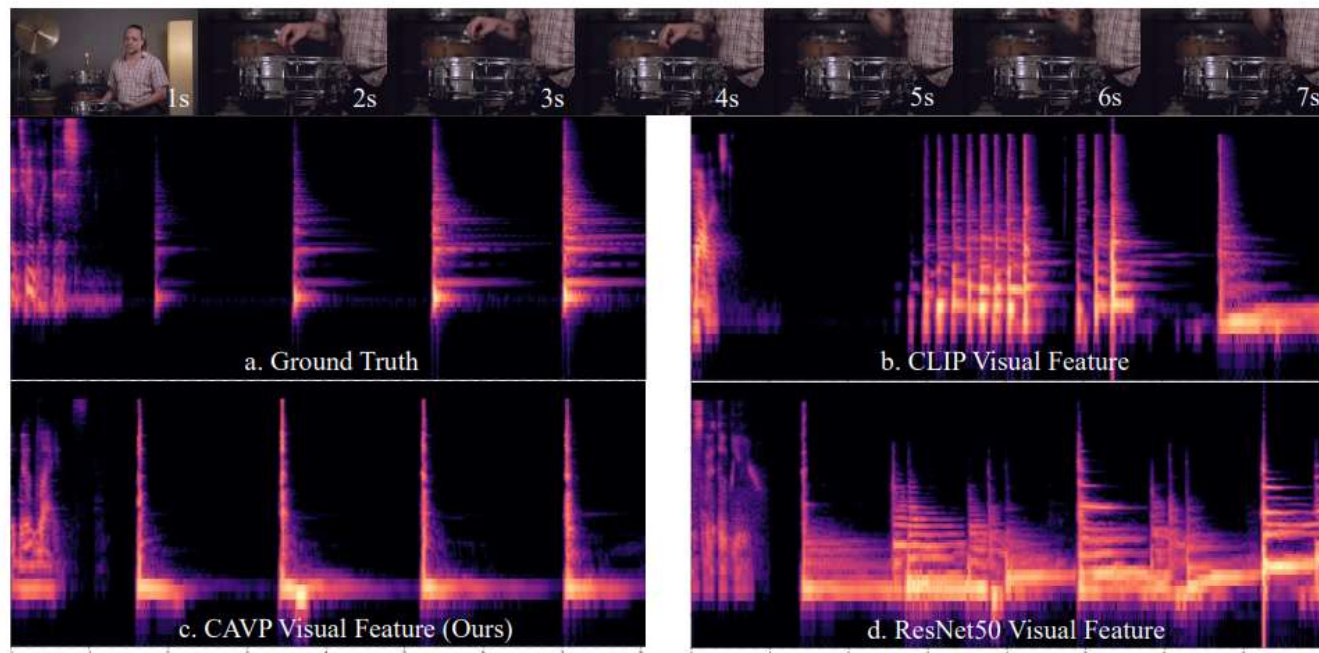 1s 2s 3s 4s 5s 6s 7s
a. Ground Truth
b. CLIP Visual Feature
c. CAVP Visual Feature (Ours)
d. ResNet50 Visual Feature